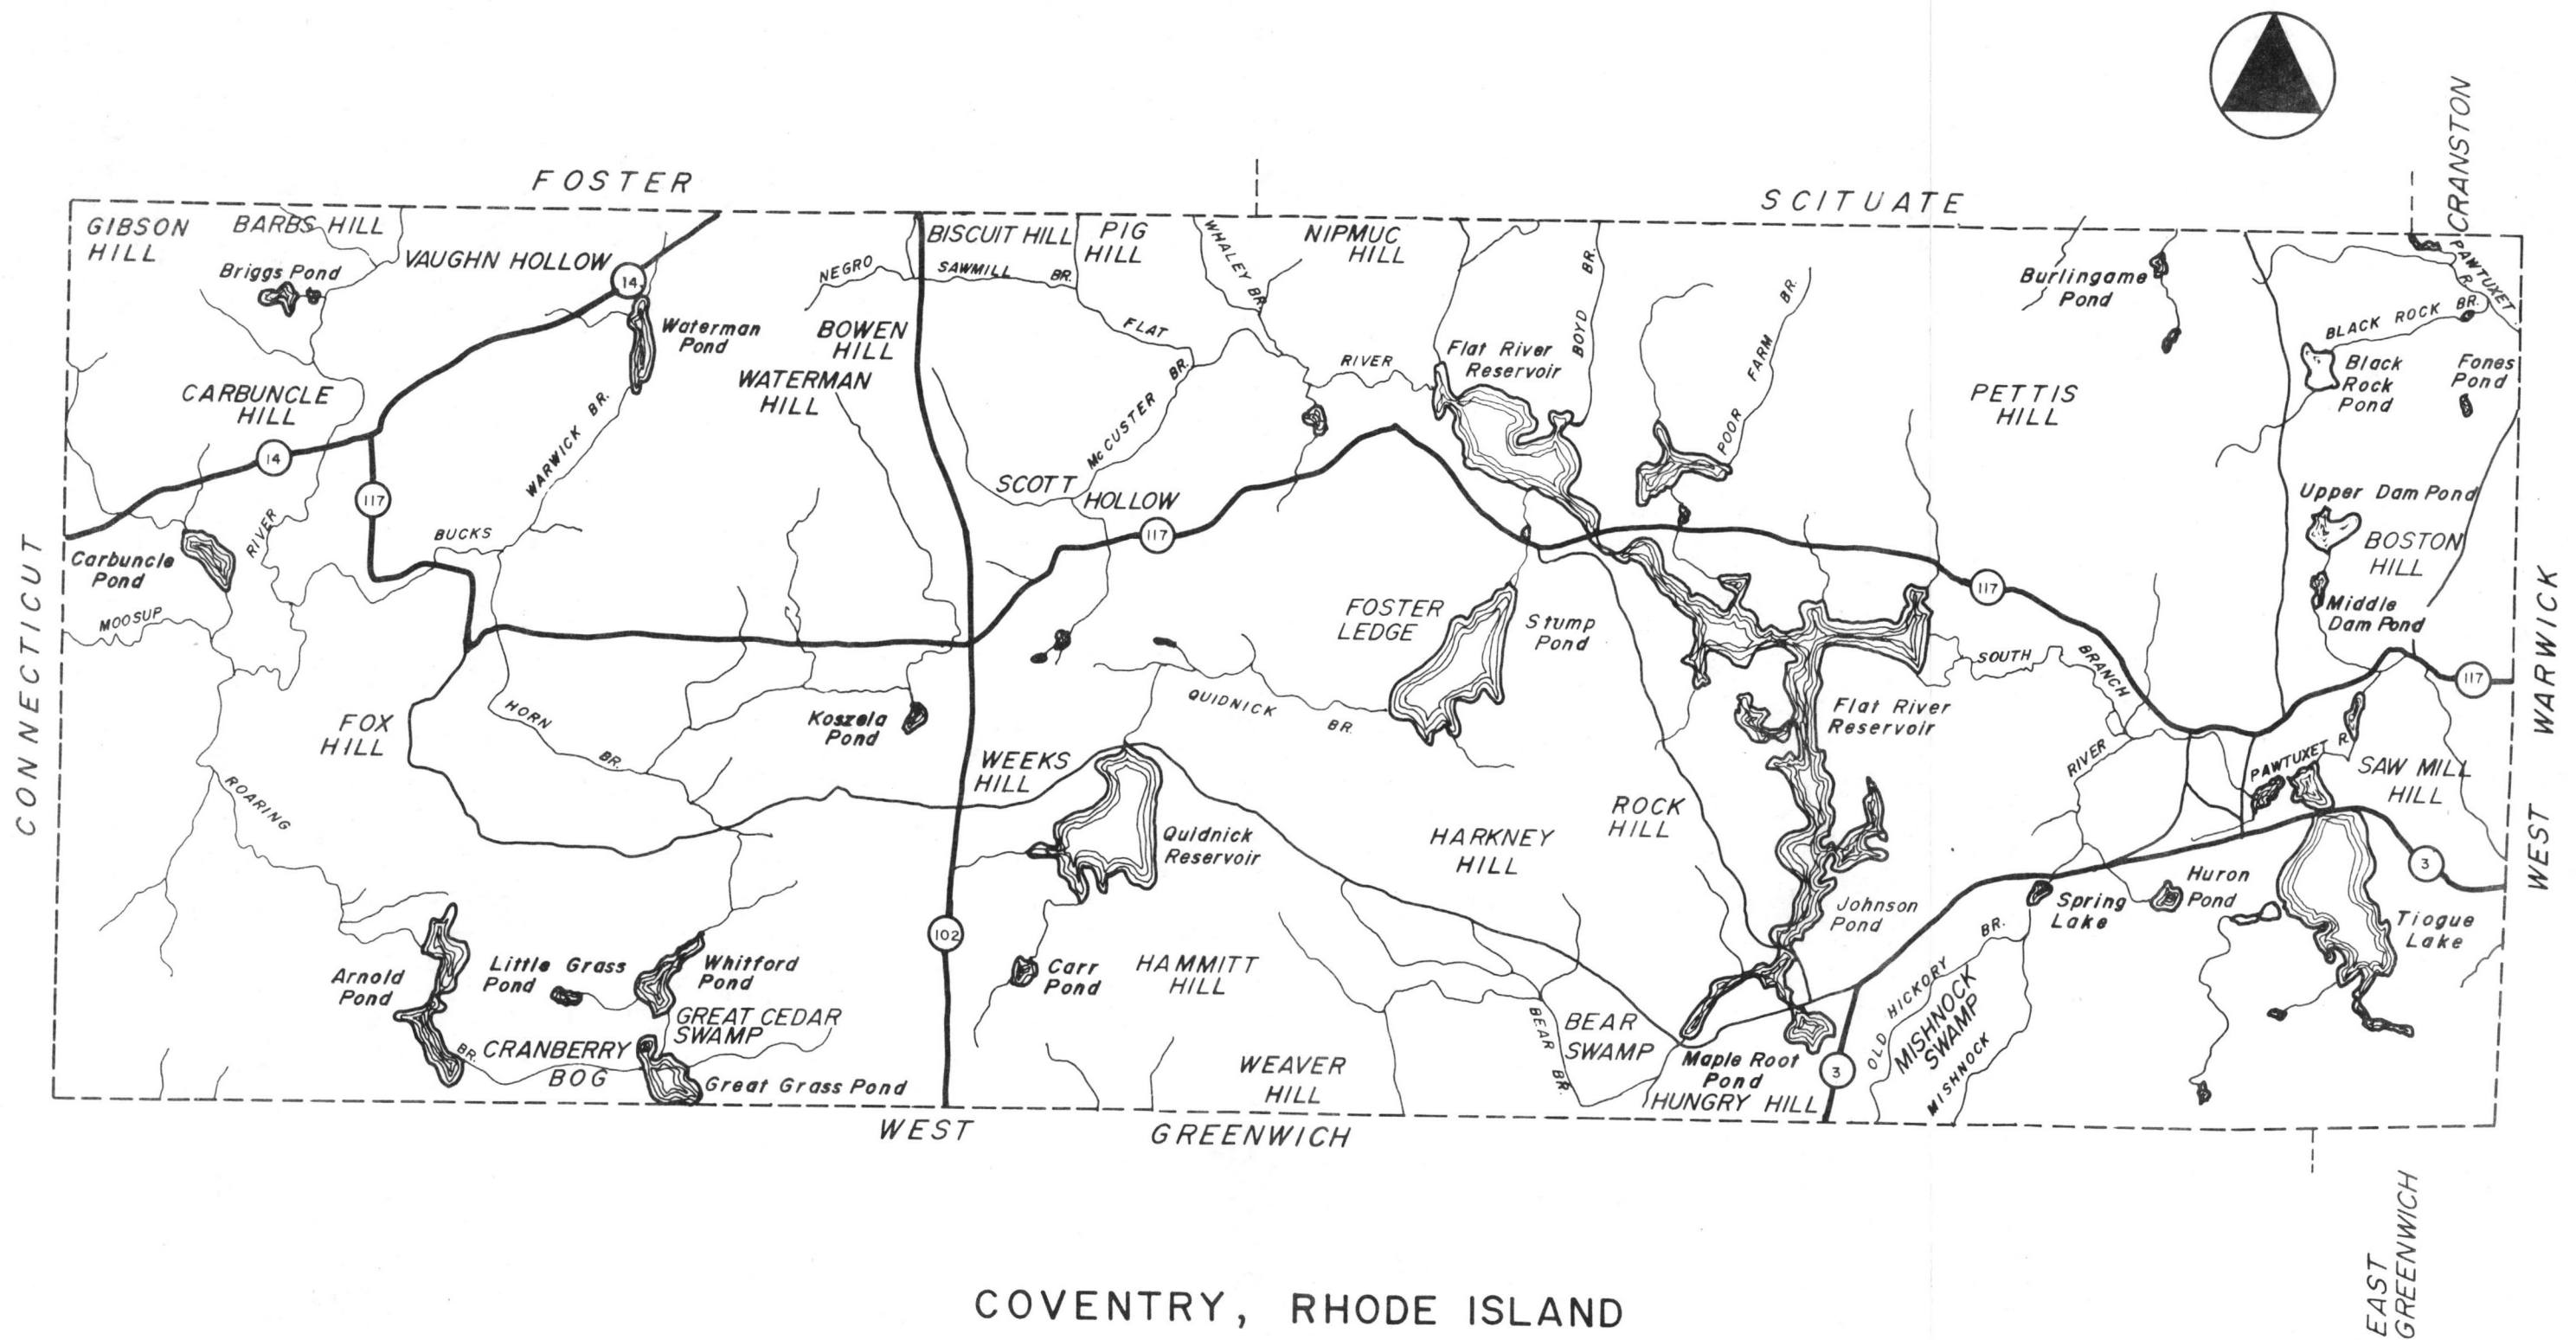 CRANSTON
FOSTER
SCITUATE
GIBSON
HILL
BARBS HILL
Briggs Pond
VAUGHN HOLLOW
14
Waterman
Pond
NEGRO
SAWMILL BR.
BISCUIT HILL
PIG
HILL
WHALEY BR.
NIPMUC
HILL
BOYD BR.
POOR FARM BR.
Burlingame
Pond
PAWTUXET
R.
BLACK ROCK BR.
Black
Rock
Pond
Fones
Pond
BOWEN
HILL
WATERMAN
HILL
FLAT
RIVER
McCUSTER BR.
Flat River
Reservoir
PETTIS
HILL
CARBUNCLE
HILL
14
117
WARWICK BR.
SCOTT
HOLLOW
117
Upper Dam Pond
BOSTON
HILL
Middle
Dam Pond
RIVER
BUCKS
Carbuncle
Pond
MOOSUP
CONNECTICUT
FOSTER
LEDGE
Stump
Pond
117
SOUTH
BRANCH
117
WEST WARWICK
FOX
HILL
HORN
BR.
Koszela
Pond
QUIDNICK
BR.
Flat River
Reservoir
RIVER
PAWTUXET R.
SAW MILL
HILL
WEEKS
HILL
ROARING
Quidnick
Reservoir
HARKNEY
HILL
ROCK
HILL
3
Huron
Pond
Spring
Lake
Tiogue
Lake
Johnson
Pond
102
Arnold
Pond
Little Grass
Pond
Whitford
Pond
Carr
Pond
HAMMITT
HILL
GREAT CEDAR
SWAMP
BR.
CRANBERRY
BOG
Great Grass Pond
WEAVER
HILL
BEAR
BR.
BEAR
SWAMP
Maple Root
Pond
HUNGRY HILL
3
OLD HICKORY BR.
MISHNOCK
SWAMP
MISHNOCK
WEST GREENWICH
EAST
GREENWICH
COVENTRY, RHODE ISLAND